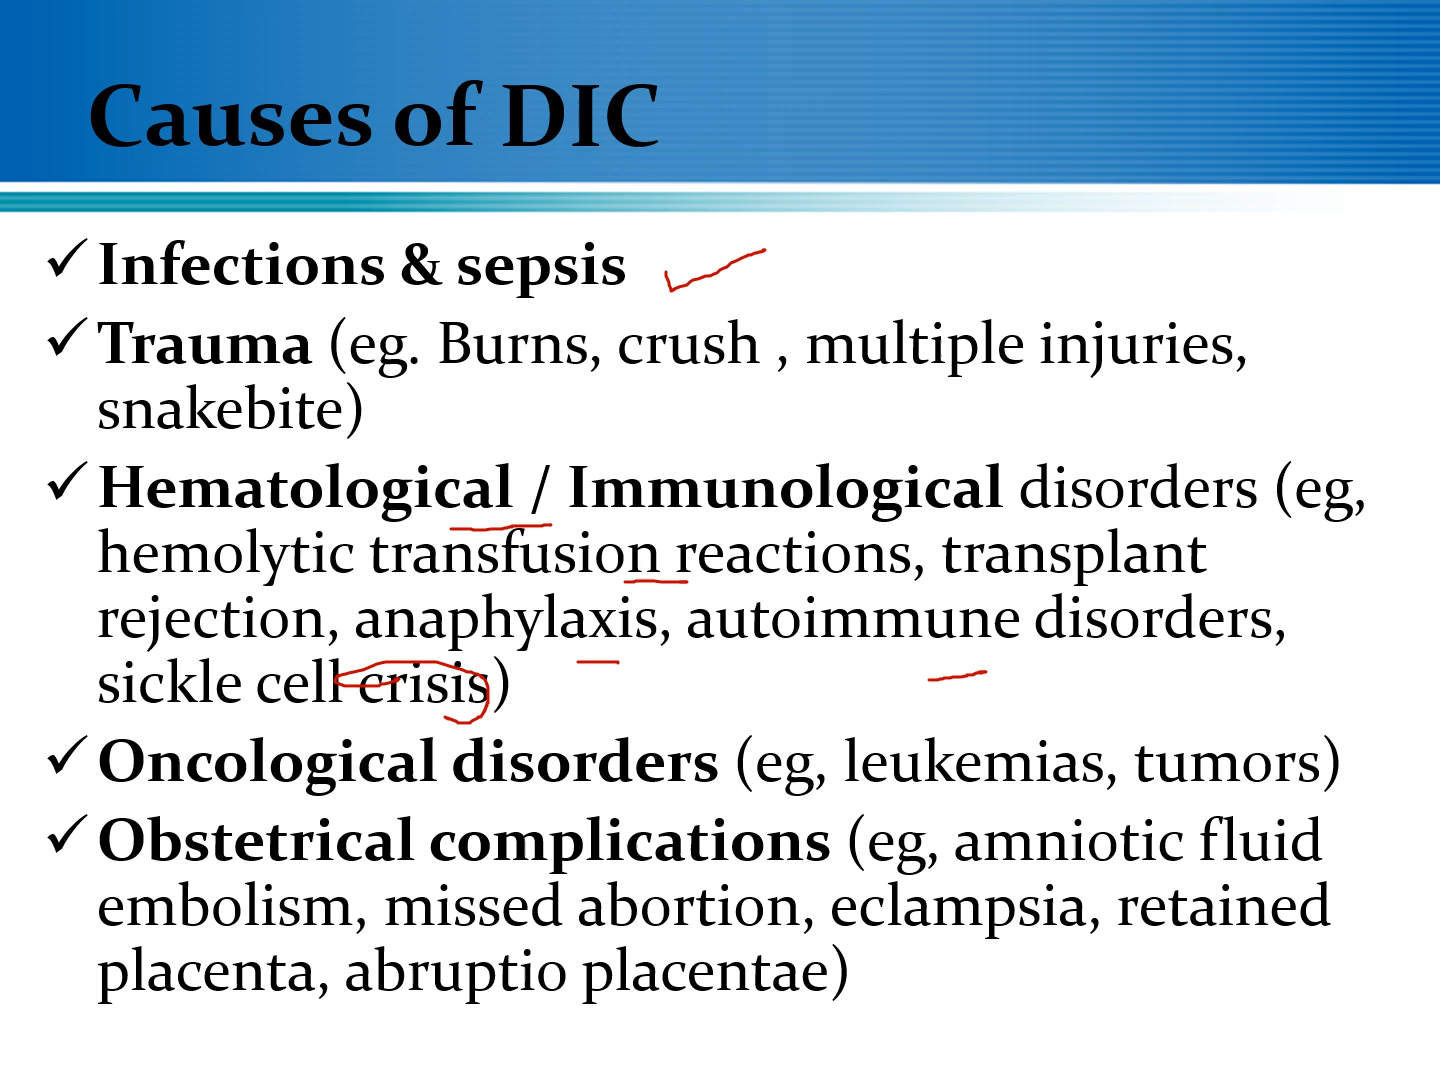 Causes of DIC
✓ Infections & sepsis
✓ Trauma (eg. Burns, crush , multiple injuries,
snakebite)
✓ Hematological / Immunological disorders (eg,
hemolytic transfusion reactions, transplant
rejection, anaphylaxis, autoimmune disorders,
sickle cell crisis)
✓ Oncological disorders (eg, leukemias, tumors)
✓ Obstetrical complications (eg, amniotic fluid
embolism, missed abortion, eclampsia, retained
placenta, abruptio placentae)